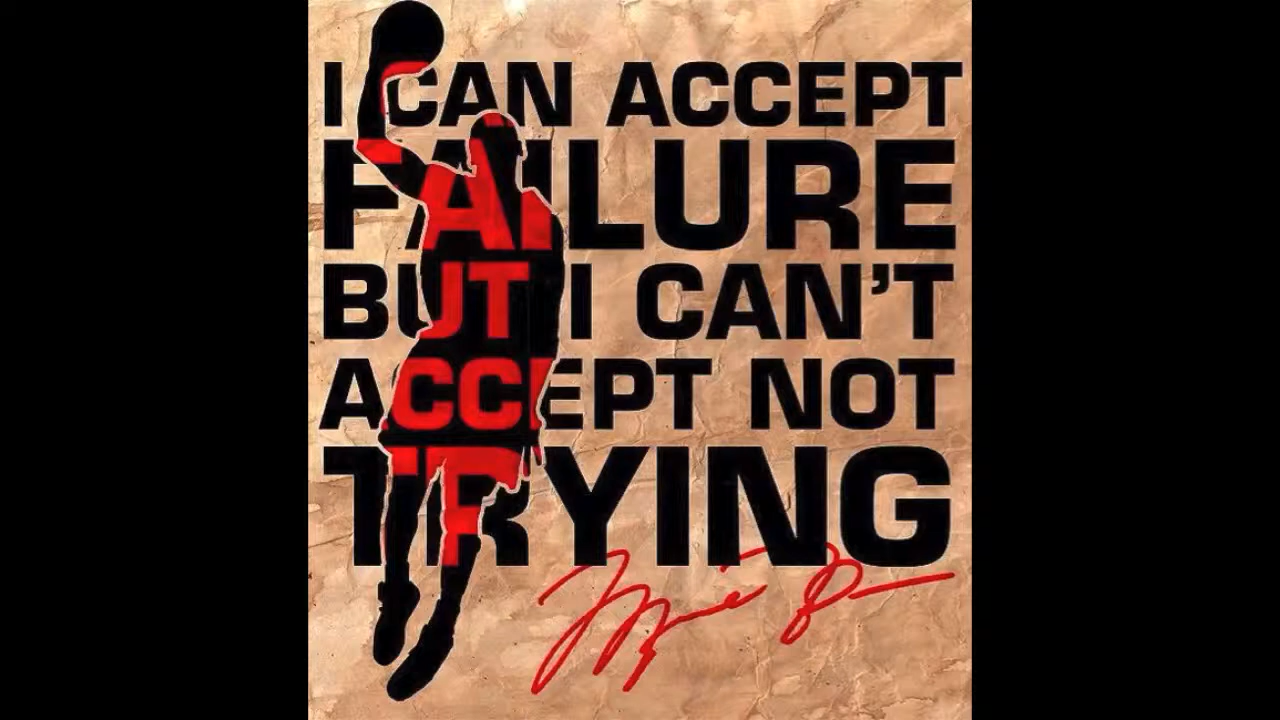 I CAN ACCEPT
FAILURE
BUT I CAN'T
ACCEPT NOT
TRYING